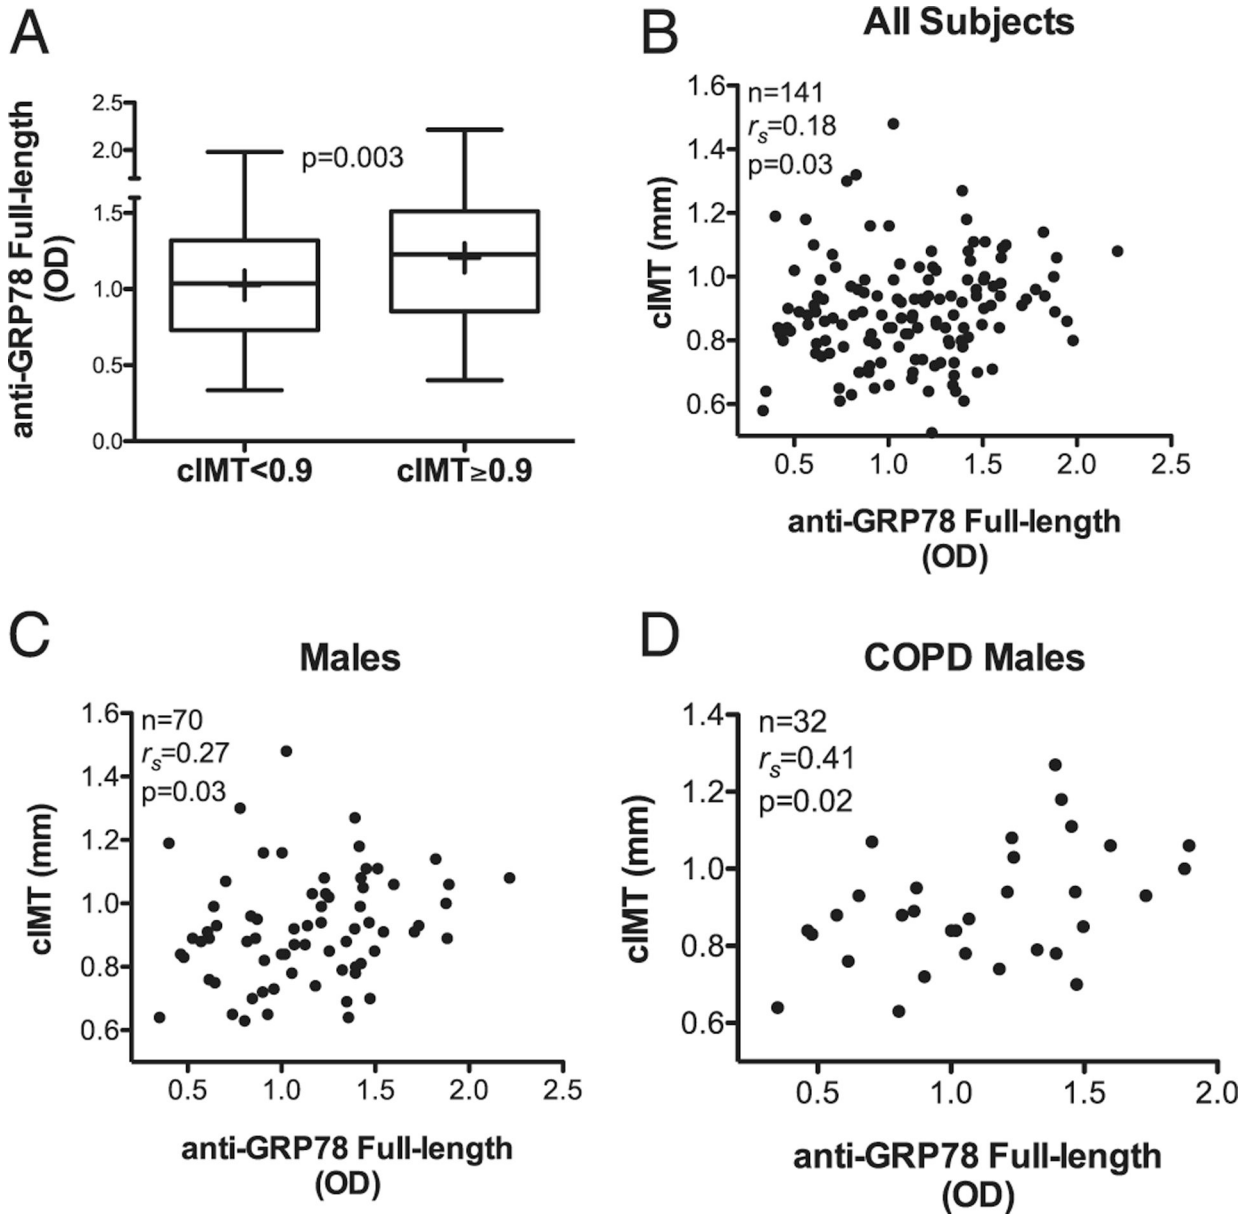 A
anti-GRP78 Full-length
(OD)
2.5
2.0
1.5
1.0
0.5
0.0
p=0.003
cIMT<0.9
cIMT≥0.9
B
All Subjects
cIMT (mm)
1.6
1.4
1.2
1.0
0.8
0.6
n=141
rs=0.18
p=0.03
0.5 1.0 1.5 2.0 2.5
anti-GRP78 Full-length
(OD)
C
Males
cIMT (mm)
1.6
1.4
1.2
1.0
0.8
0.6
n=70
rs=0.27
p=0.03
0.5 1.0 1.5 2.0 2.5
anti-GRP78 Full-length
(OD)
D
COPD Males
cIMT (mm)
1.4
1.2
1.0
0.8
0.6
n=32
rs=0.41
p=0.02
0.5 1.0 1.5 2.0
anti-GRP78 Full-length
(OD)